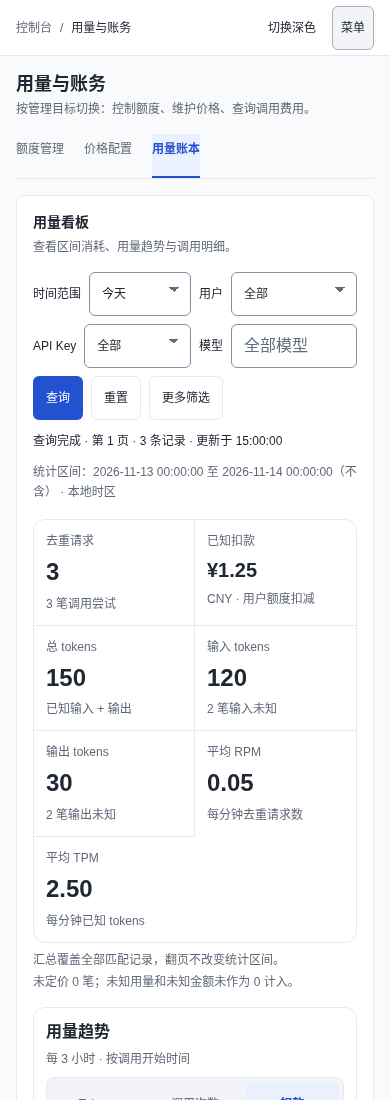 控制台 / 用量与账务 切换深色 菜单
用量与账务
按管理目标切换：控制额度、维护价格、查询调用费用。
额度管理 价格配置 用量账本
用量看板
查看区间消耗、用量趋势与调用明细。
时间范围 今天 用户 全部
API Key 全部 模型 全部模型
查询 重置 更多筛选
查询完成 · 第 1 页 · 3 条记录 · 更新于 15:00:00
统计区间：2026-11-13 00:00:00 至 2026-11-14 00:00:00（不
含） · 本地时区
去重请求 已知扣款
3 ¥1.25
3 笔调用尝试 CNY · 用户额度扣减
总 tokens 输入 tokens
150 120
已知输入 + 输出 2 笔输入未知
输出 tokens 平均 RPM
30 0.05
2 笔输出未知 每分钟去重请求数
平均 TPM
2.50
每分钟已知 tokens
汇总覆盖全部匹配记录，翻页不改变统计区间。
未定价 0 笔；未知用量和未知金额未作为 0 计入。
用量趋势
每 3 小时 · 按调用开始时间